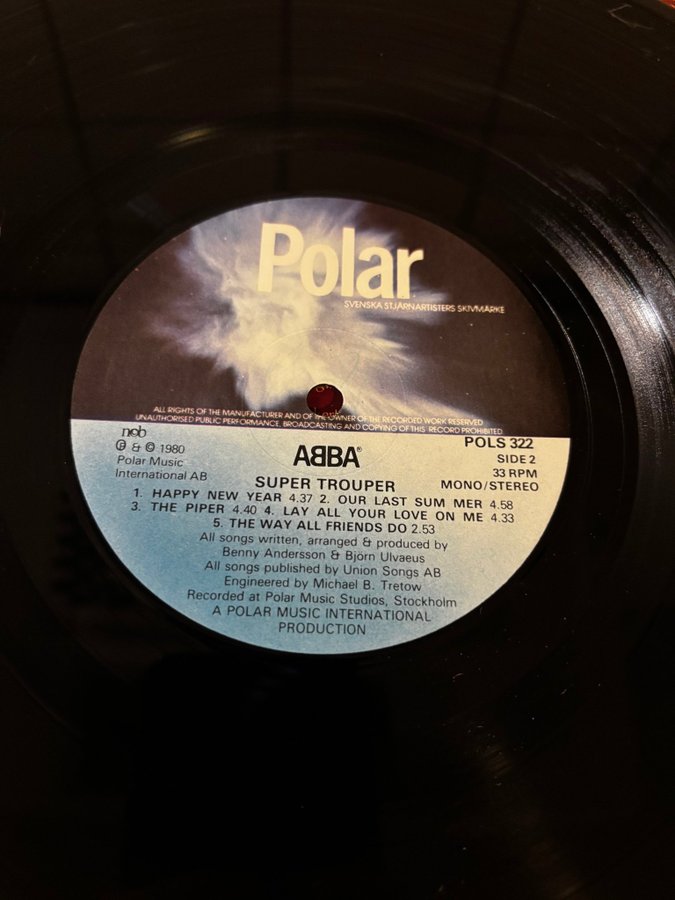 Polar
SVENSKA STJÄRNARTISTERS SKIVMÄRKE
ALL RIGHTS OF THE MANUFACTURER AND OF THE OWNER OF THE RECORDED WORK RESERVED
UNAUTHORISED PUBLIC PERFORMANCE, BROADCASTING AND COPYING OF THIS RECORD PROHIBITED
ncb
℗ & © 1980
Polar Music
International AB
ABBA®
POLS 322
SIDE 2
33 RPM
MONO/STEREO
SUPER TROUPER
1. HAPPY NEW YEAR 4.37 2. OUR LAST SUM MER 4.58
3. THE PIPER 4.40 4. LAY ALL YOUR LOVE ON ME 4.33
5. THE WAY ALL FRIENDS DO 2.53
All songs written, arranged & produced by
Benny Andersson & Björn Ulvaeus
All songs published by Union Songs AB
Engineered by Michael B. Tretow
Recorded at Polar Music Studios, Stockholm
A POLAR MUSIC INTERNATIONAL
PRODUCTION